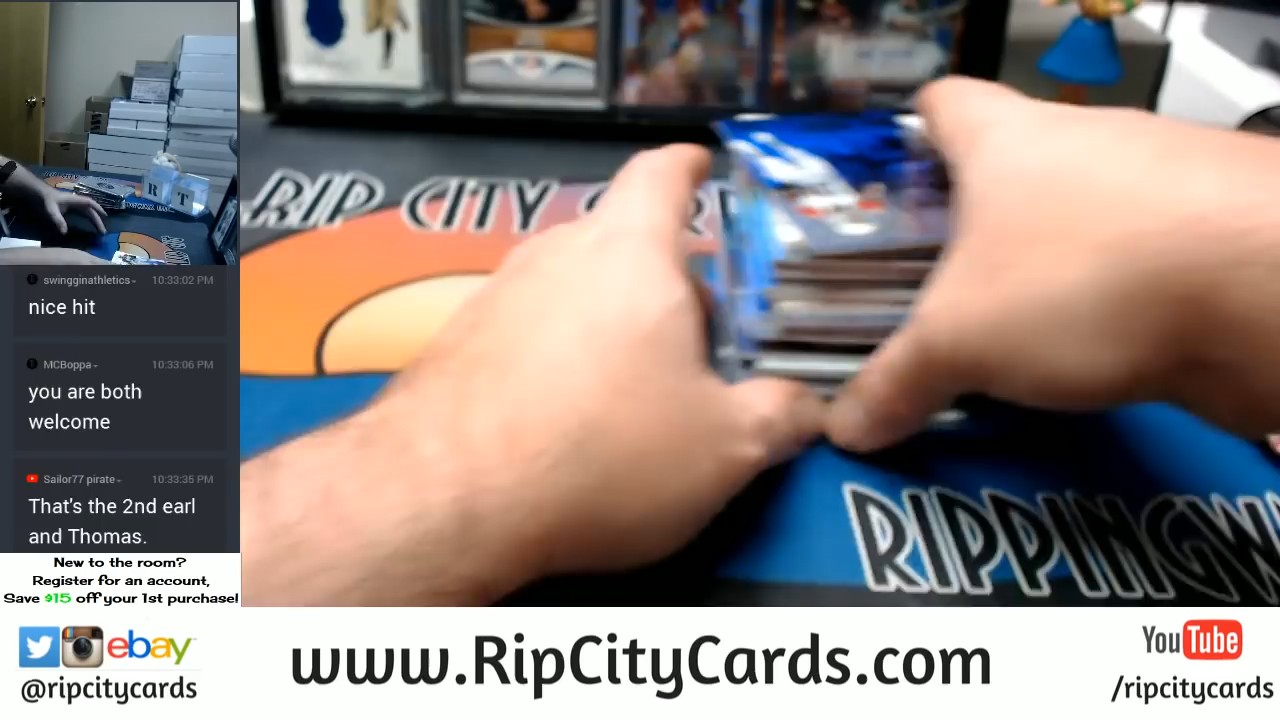 swingginathletics 10:33:02 PM
nice hit
MCBoppa 10:33:06 PM
you are both
welcome
Sailor77 pirate 10:33:35 PM
That's the 2nd earl
and Thomas.
New to the room?
Register for an account,
Save $15 off your 1st purchase!
RIP CITY
R T
RIPPINGW
ebay
@ripcitycards
www.RipCityCards.com
YouTube
/ripcitycards